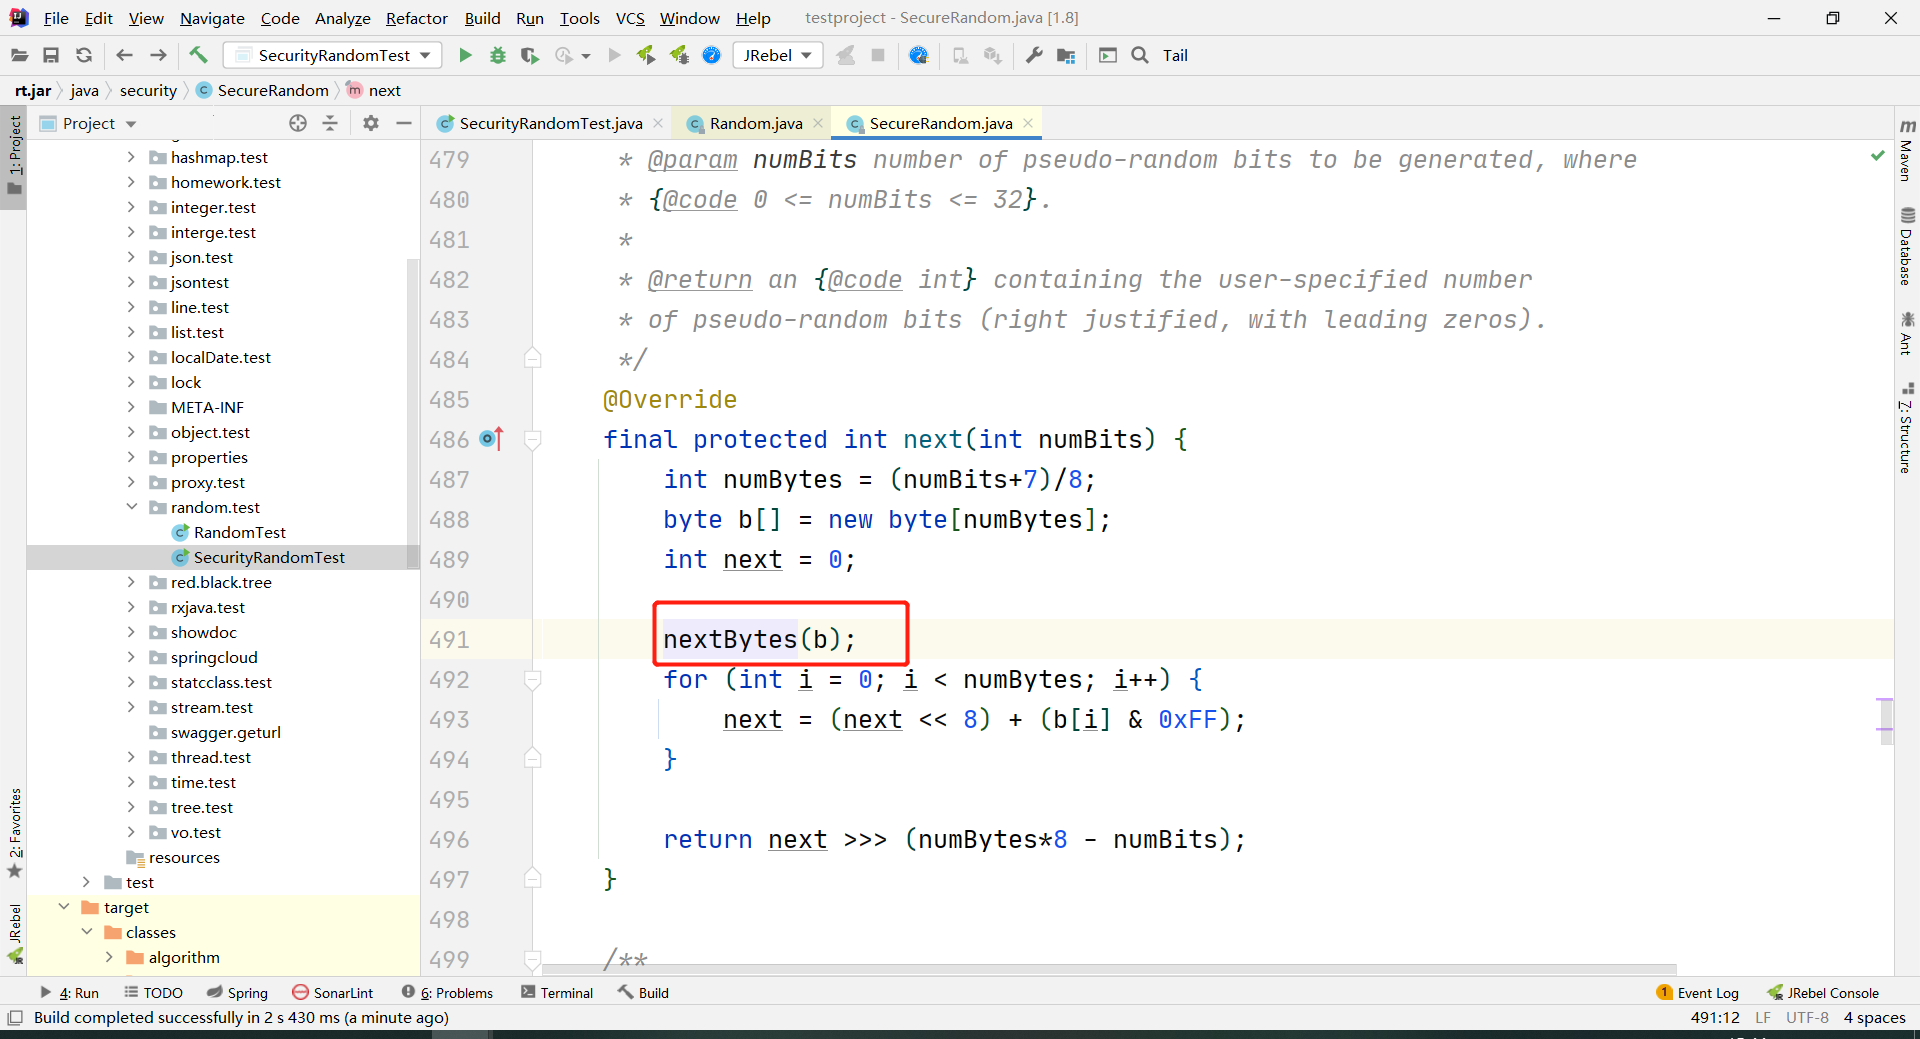 File Edit View Navigate Code Analyze Refactor Build Run Tools VCS Window Help testproject - SecureRandom.java [1.8]
SecurityRandomTest JRebel Tail
rt.jar java security SecureRandom next
Project
SecurityRandomTest.java Random.java SecureRandom.java
1: Project
2: Favorites
JRebel
hashmap.test
homework.test
integer.test
interge.test
json.test
jsontest
line.test
list.test
localDate.test
lock
META-INF
object.test
properties
proxy.test
random.test
RandomTest
SecurityRandomTest
red.black.tree
rxjava.test
showdoc
springcloud
statcclass.test
stream.test
swagger.geturl
thread.test
time.test
tree.test
vo.test
resources
test
target
classes
algorithm
479 * @param numBits number of pseudo-random bits to be generated, where
480 * {@code 0 <= numBits <= 32}.
481 *
482 * @return an {@code int} containing the user-specified number
483 * of pseudo-random bits (right justified, with leading zeros).
484 */
485 @Override
486 final protected int next(int numBits) {
487 int numBytes = (numBits+7)/8;
488 byte b[] = new byte[numBytes];
489 int next = 0;
490
491 nextBytes(b);
492 for (int i = 0; i < numBytes; i++) {
493 next = (next << 8) + (b[i] & 0xFF);
494 }
495
496 return next >>> (numBytes*8 - numBits);
497 }
498
499 /**
m Maven
Database
Ant
7: Structure
4: Run TODO Spring SonarLint 6: Problems Terminal Build 1 Event Log JRebel Console
Build completed successfully in 2 s 430 ms (a minute ago) 491:12 LF UTF-8 4 spaces